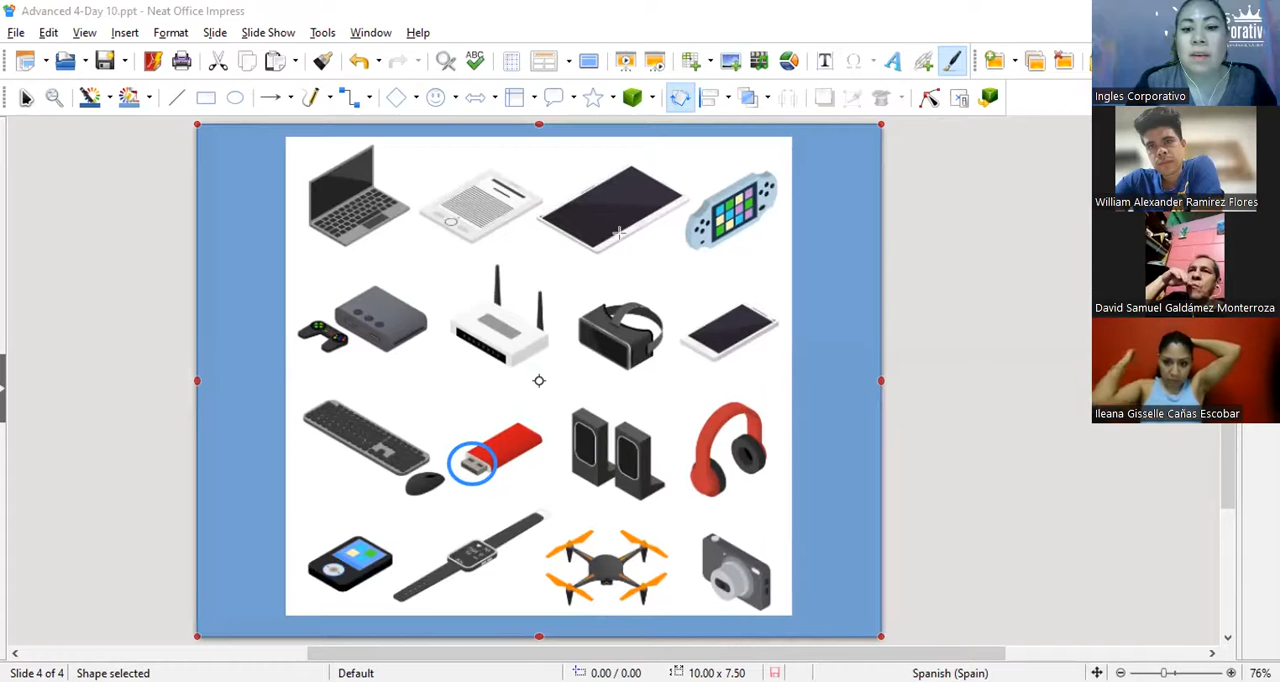 Advanced 4-Day 10.ppt - Neat Office Impress
File Edit View Insert Format Slide Slide Show Tools Window Help
ABC
Ingles Corporativo
William Alexander Ramirez Flores
David Samuel Galdámez Monterroza
Ileana Gisselle Cañas Escobar
Slide 4 of 4 Shape selected Default 0.00 / 0.00 10.00 x 7.50 Spanish (Spain) 76%